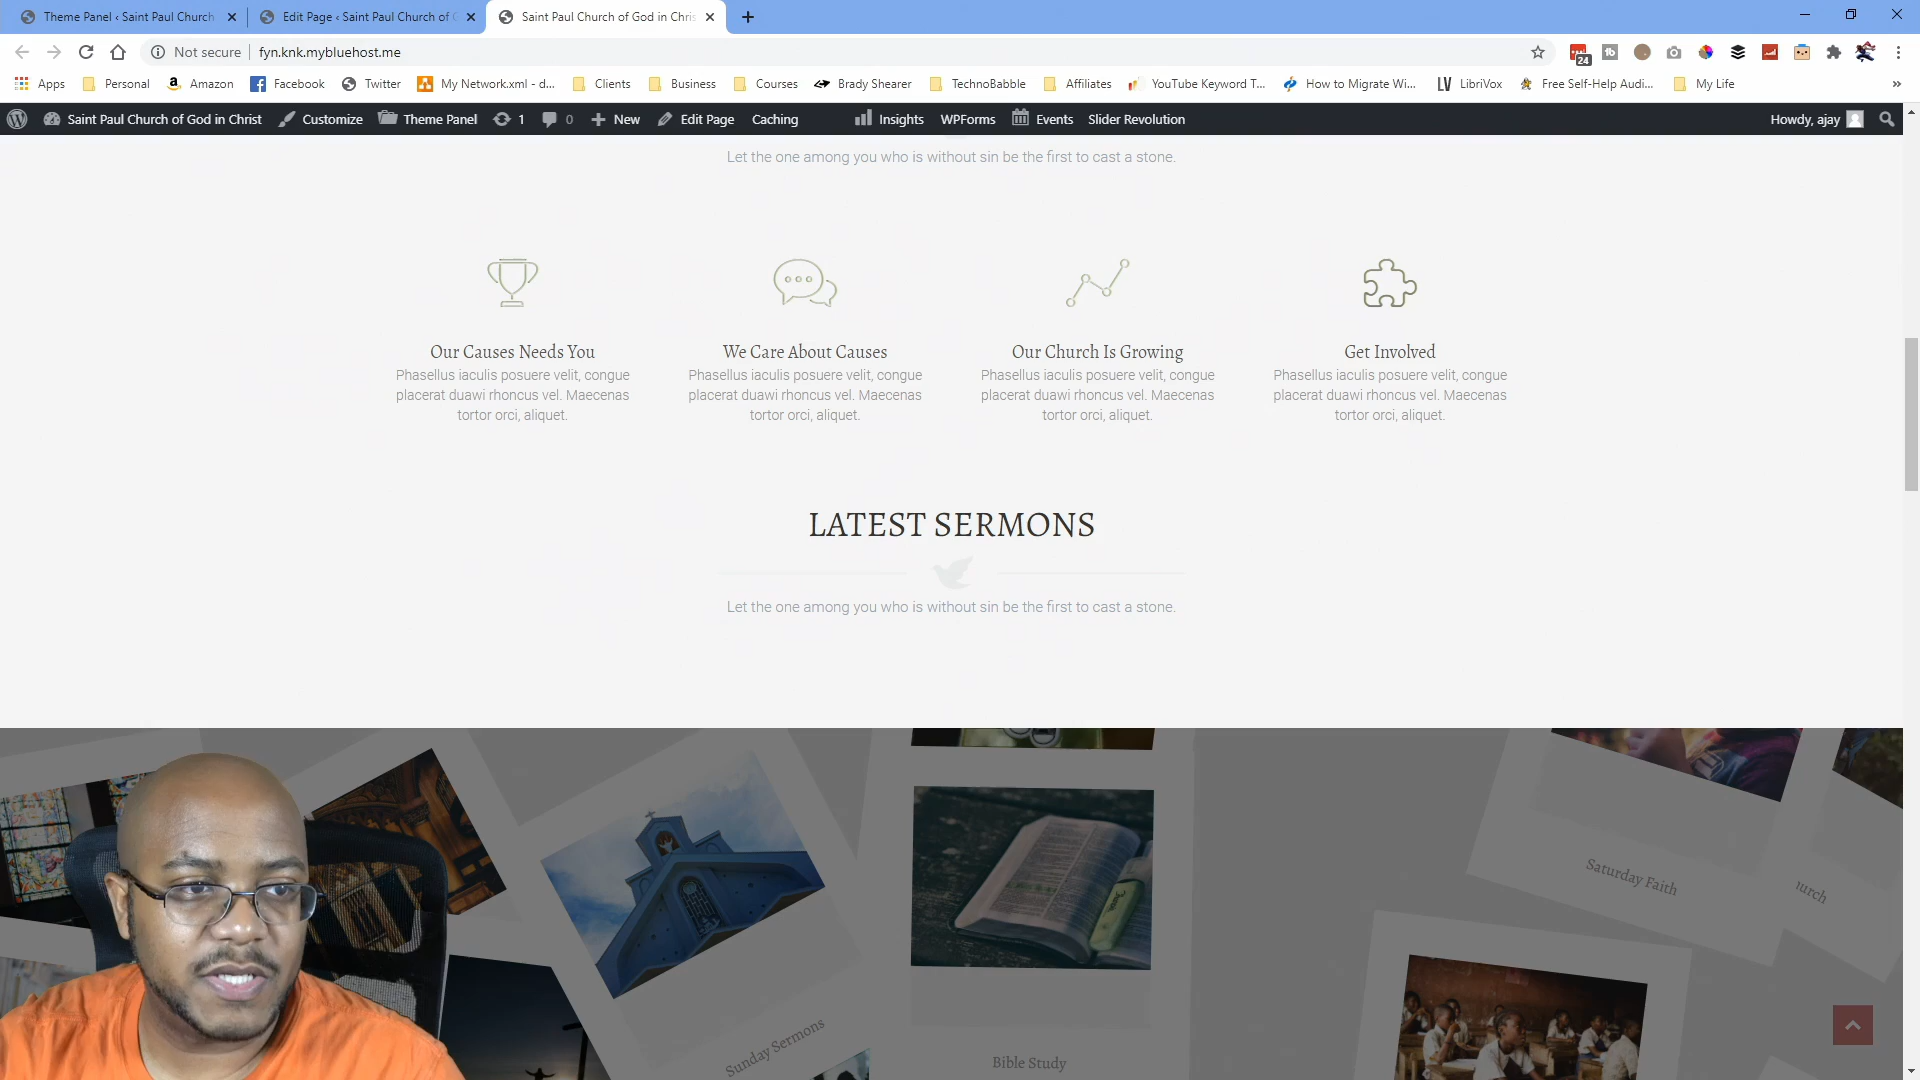 Theme Panel ‹ Saint Paul Church
Edit Page ‹ Saint Paul Church of G
Saint Paul Church of God in Chris
Not secure
fyn.knk.mybluehost.me
24
Apps
Personal
Amazon
Facebook
Twitter
My Network.xml - d...
Clients
Business
Courses
Brady Shearer
TechnoBabble
Affiliates
YouTube Keyword T...
How to Migrate Wi...
LibriVox
Free Self-Help Audi...
My Life
»
Saint Paul Church of God in Christ
Customize
Theme Panel
1
0
New
Edit Page
Caching
Insights
WPForms
Events
Slider Revolution
Howdy, ajay
Let the one among you who is without sin be the first to cast a stone.
Our Causes Needs You
Phasellus iaculis posuere velit, congue
placerat duawi rhoncus vel. Maecenas
tortor orci, aliquet.
We Care About Causes
Phasellus iaculis posuere velit, congue
placerat duawi rhoncus vel. Maecenas
tortor orci, aliquet.
Our Church Is Growing
Phasellus iaculis posuere velit, congue
placerat duawi rhoncus vel. Maecenas
tortor orci, aliquet.
Get Involved
Phasellus iaculis posuere velit, congue
placerat duawi rhoncus vel. Maecenas
tortor orci, aliquet.
LATEST SERMONS
Let the one among you who is without sin be the first to cast a stone.
Saturday Faith
urch
Sunday Sermons
Bible Study